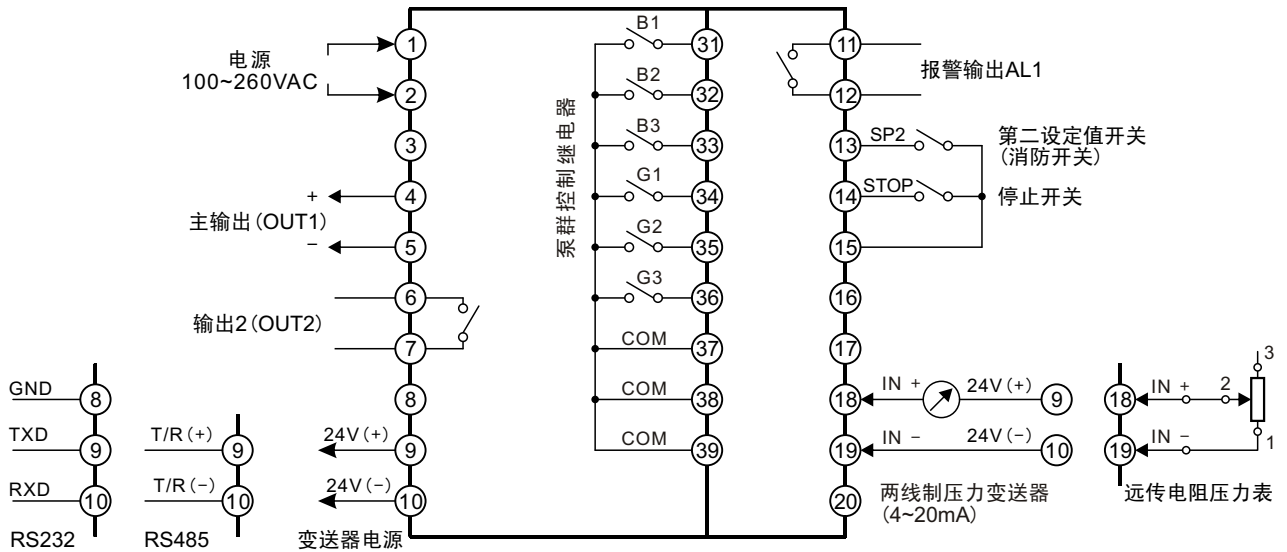 电源
100~260VAC
1
2
3
+ 4
主输出(OUT1)
− 5
6
输出2(OUT2)
7
8
24V(+) 9
24V(−) 10
变送器电源
GND 8
TXD 9
RXD 10
RS232
T/R(+) 9
T/R(−) 10
RS485
泵群控制继电器
B1 31
B2 32
B3 33
G1 34
G2 35
G3 36
COM 37
COM 38
COM 39
11
报警输出AL1
12
13 SP2
第二设定值开关
(消防开关)
14 STOP 停止开关
15
16
17
18 IN + 24V(+) 9
19 IN − 24V(−) 10
20
两线制压力变送器
(4~20mA)
3
18 IN + 2
19 IN − 1
远传电阻压力表